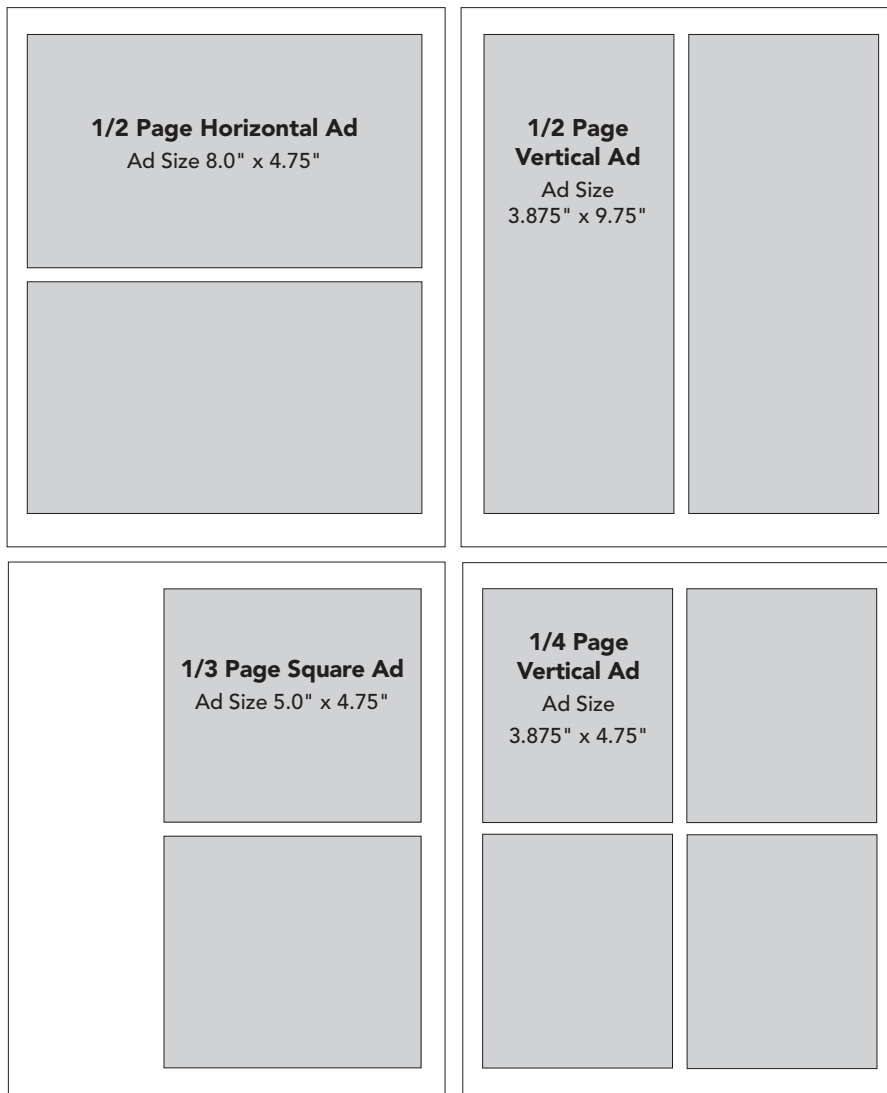 1/2 Page Horizontal Ad
Ad Size 8.0" x 4.75"
1/2 Page
Vertical Ad
Ad Size
3.875" x 9.75"
1/3 Page Square Ad
Ad Size 5.0" x 4.75"
1/4 Page
Vertical Ad
Ad Size
3.875" x 4.75"